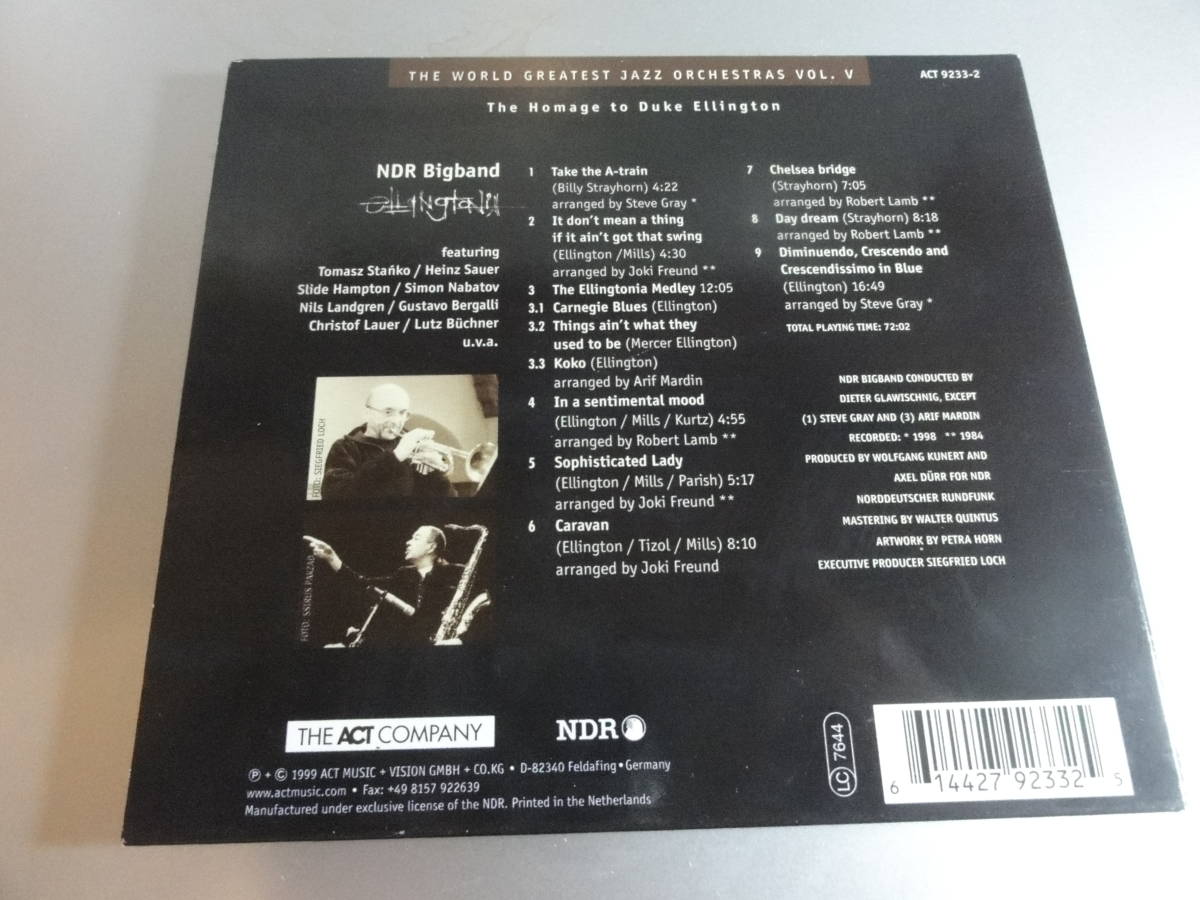 THE WORLD GREATEST JAZZ ORCHESTRAS VOL. V
ACT 9233-2
The Homage to Duke Ellington
NDR Bigband
ellingtonia
featuring
Tomasz Stańko / Heinz Sauer
Slide Hampton / Simon Nabatov
Nils Landgren / Gustavo Bergalli
Christof Lauer / Lutz Büchner
u.v.a.
FOTO: SIEGFRIED LOCH
FOTO: SSIRUS PAKZAD
1 Take the A-train
(Billy Strayhorn) 4:22
arranged by Steve Gray *
2 It don't mean a thing
if it ain't got that swing
(Ellington /Mills) 4:30
arranged by Joki Freund **
3 The Ellingtonia Medley 12:05
3.1 Carnegie Blues (Ellington)
3.2 Things ain't what they
used to be (Mercer Ellington)
3.3 Koko (Ellington)
arranged by Arif Mardin
4 In a sentimental mood
(Ellington / Mills / Kurtz) 4:55
arranged by Robert Lamb **
5 Sophisticated Lady
(Ellington / Mills / Parish) 5:17
arranged by Joki Freund **
6 Caravan
(Ellington / Tizol / Mills) 8:10
arranged by Joki Freund
7 Chelsea bridge
(Strayhorn) 7:05
arranged by Robert Lamb **
8 Day dream (Strayhorn) 8:18
arranged by Robert Lamb **
9 Diminuendo, Crescendo and
Crescendissimo in Blue
(Ellington) 16:49
arranged by Steve Gray *
TOTAL PLAYING TIME: 72:02
NDR BIGBAND CONDUCTED BY
DIETER GLAWISCHNIG, EXCEPT
(1) STEVE GRAY AND (3) ARIF MARDIN
RECORDED: * 1998 ** 1984
PRODUCED BY WOLFGANG KUNERT AND
AXEL DÜRR FOR NDR
NORDDEUTSCHER RUNDFUNK
MASTERING BY WALTER QUINTUS
ARTWORK BY PETRA HORN
EXECUTIVE PRODUCER SIEGFRIED LOCH
THE ACT COMPANY
NDR
LC 7644
6 14427 92332 5
℗ + © 1999 ACT MUSIC + VISION GMBH + CO.KG • D-82340 Feldafing • Germany
www.actmusic.com • Fax: +49 8157 922639
Manufactured under exclusive license of the NDR. Printed in the Netherlands